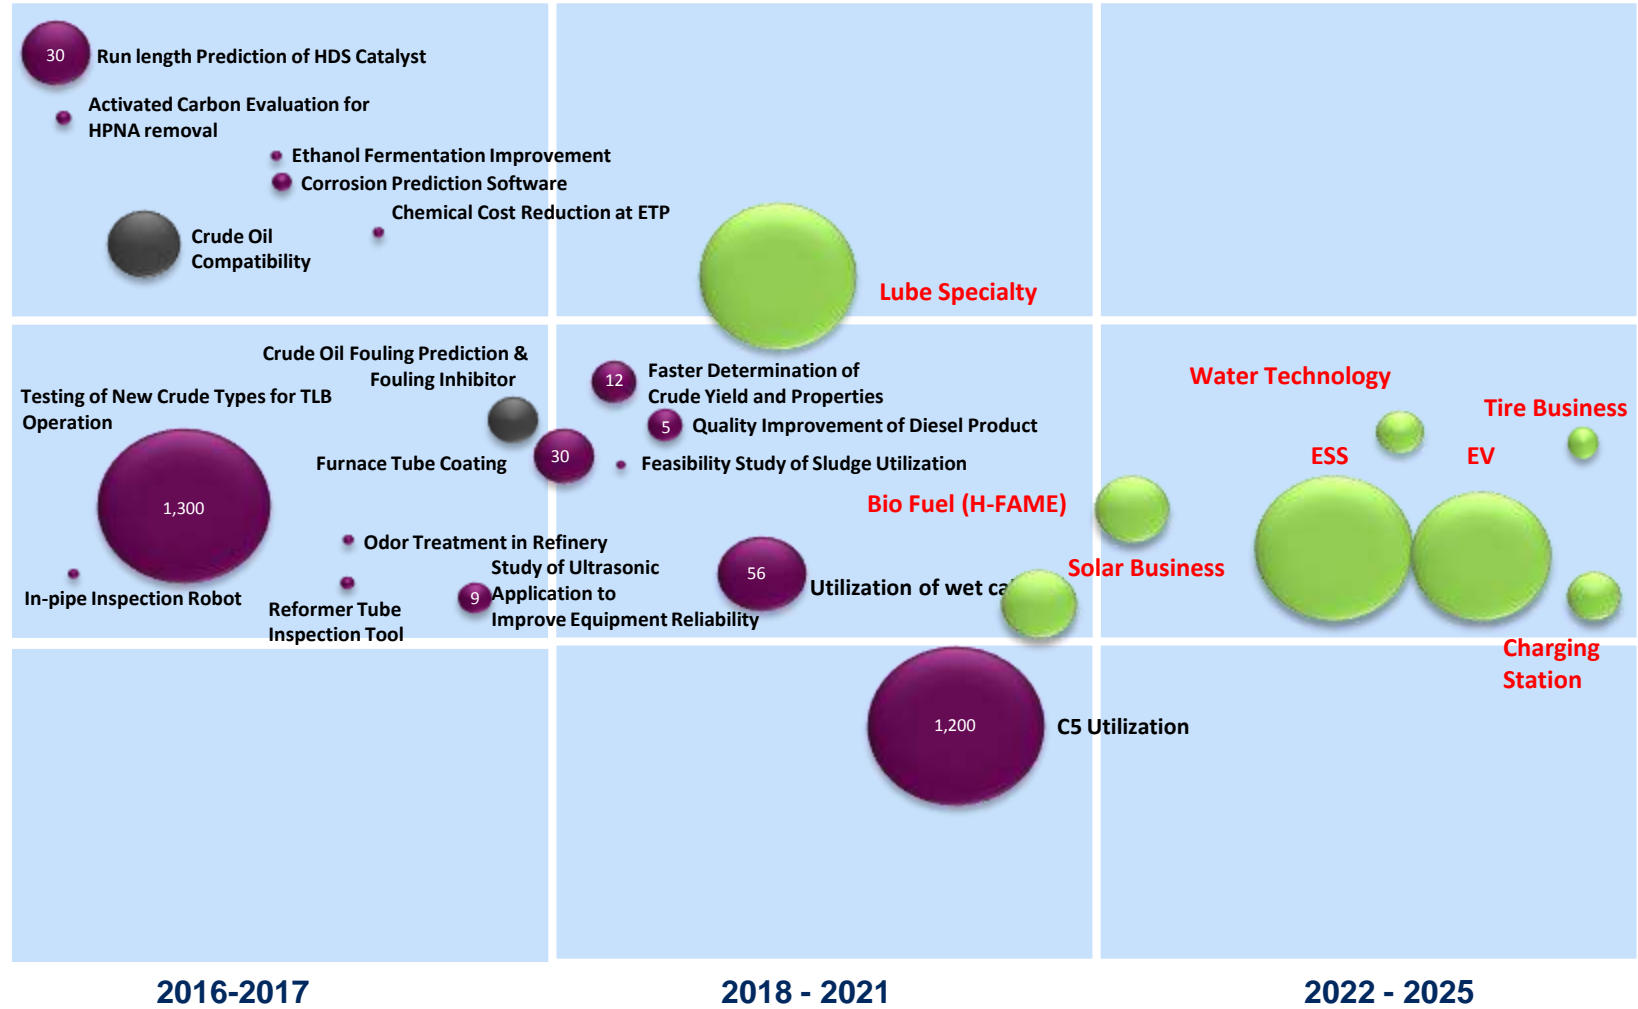 30
Run length Prediction of HDS Catalyst
Activated Carbon Evaluation for
HPNA removal
Ethanol Fermentation Improvement
Corrosion Prediction Software
Chemical Cost Reduction at ETP
Crude Oil
Compatibility
Lube Specialty
Crude Oil Fouling Prediction &
Fouling Inhibitor
Testing of New Crude Types for TLB
Operation
1,300
Furnace Tube Coating
30
12
Faster Determination of
Crude Yield and Properties
5
Quality Improvement of Diesel Product
Feasibility Study of Sludge Utilization
Odor Treatment in Refinery
In-pipe Inspection Robot
Reformer Tube
Inspection Tool
9
Study of Ultrasonic
Application to
Improve Equipment Reliability
56
Utilization of wet
Bio Fuel (H-FAME)
Solar Business
Water Technology
Tire Business
ESS
EV
Charging
Station
1,200
C5 Utilization
2016-2017
2018 - 2021
2022 - 2025